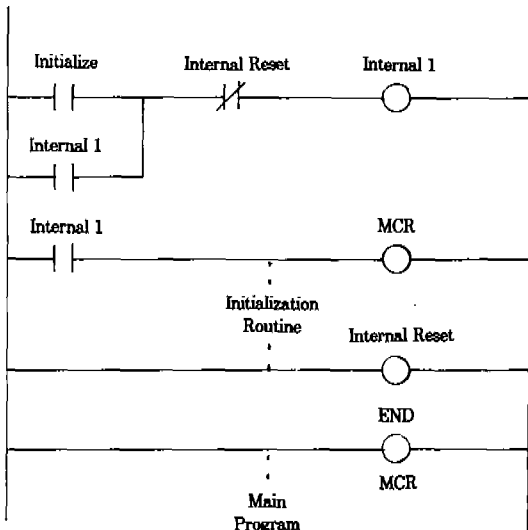 Initialize
Internal Reset
Internal 1
Internal 1
Internal 1
MCR
Initialization
Routine
Internal Reset
END
MCR
Main
Program